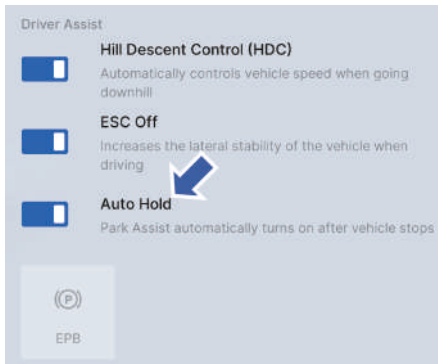 Driver Assist
Hill Descent Control (HDC)
Automatically controls vehicle speed when going
downhill
ESC Off
Increases the lateral stability of the vehicle when
driving
Auto Hold
Park Assist automatically turns on after vehicle stops
(P)
EPB